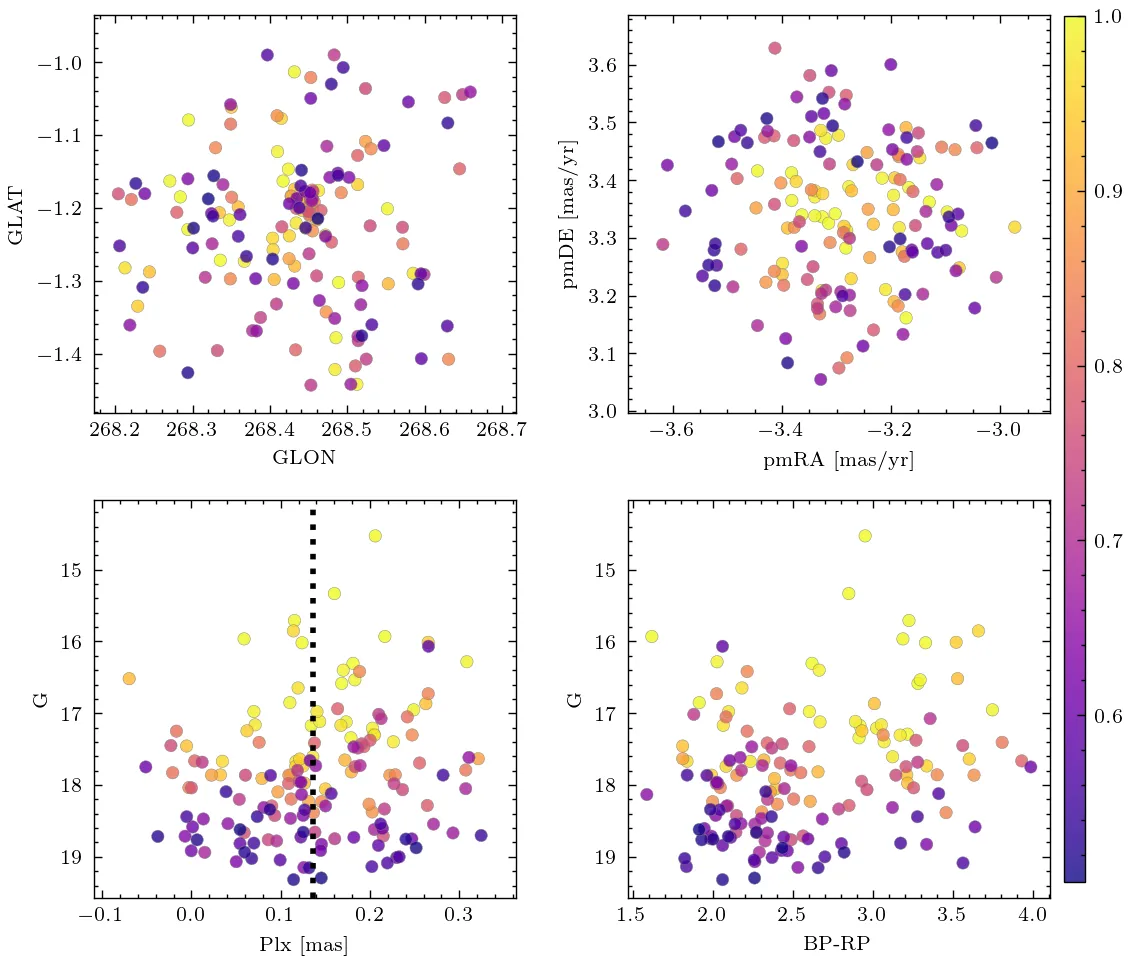 −1.0
−1.1
−1.2
−1.3
−1.4
GLAT
268.2 268.3 268.4 268.5 268.6 268.7
GLON
3.6
3.5
3.4
3.3
3.2
3.1
3.0
pmDE [mas/yr]
−3.6 −3.4 −3.2 −3.0
pmRA [mas/yr]
15
16
17
18
19
G
−0.1 0.0 0.1 0.2 0.3
Plx [mas]
15
16
17
18
19
G
1.5 2.0 2.5 3.0 3.5 4.0
BP-RP
1.0
0.9
0.8
0.7
0.6